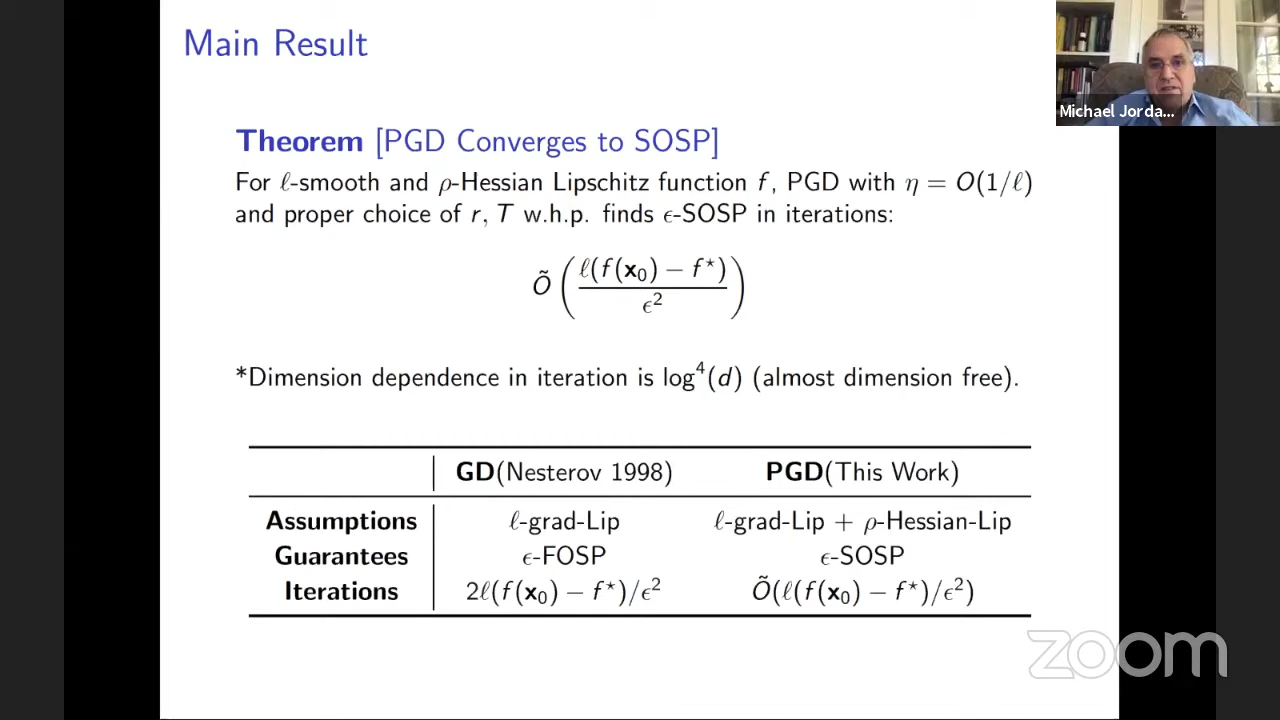 Main Result
Michael Jorda...
Theorem [PGD Converges to SOSP]
For ℓ-smooth and ρ-Hessian Lipschitz function f, PGD with η = O(1/ℓ)
and proper choice of r, T w.h.p. finds ϵ-SOSP in iterations:
Õ(ℓ(f(x₀) − f⋆)/ϵ²)
*Dimension dependence in iteration is log⁴(d) (almost dimension free).
GD(Nesterov 1998) PGD(This Work)
Assumptions ℓ-grad-Lip ℓ-grad-Lip + ρ-Hessian-Lip
Guarantees ϵ-FOSP ϵ-SOSP
Iterations 2ℓ(f(x₀) − f⋆)/ϵ² Õ(ℓ(f(x₀) − f⋆)/ϵ²)
zoom